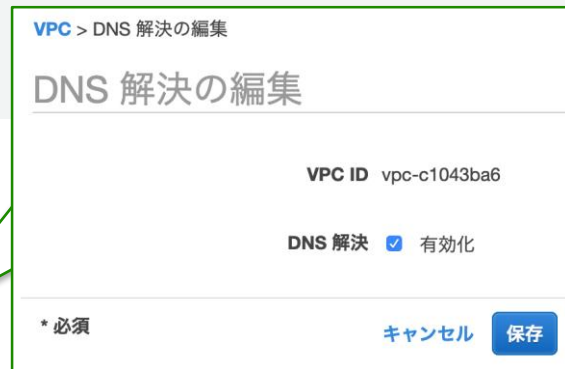 VPC > DNS 解決の編集
DNS 解決の編集
VPC ID vpc-c1043ba6
DNS 解決 有効化
* 必須 キャンセル 保存